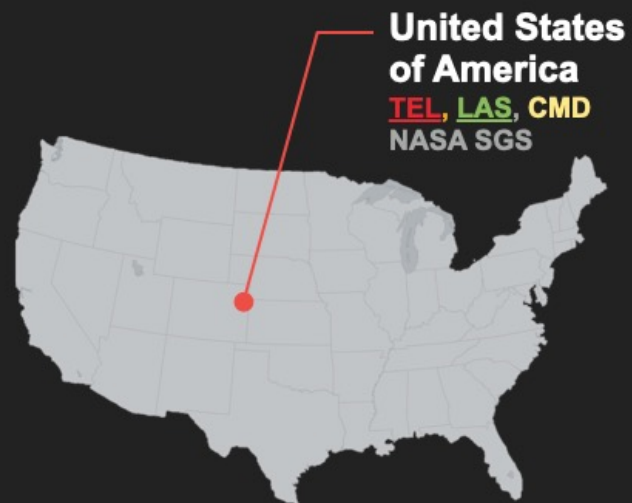 United States
of America
TEL, LAS, CMD
NASA SGS